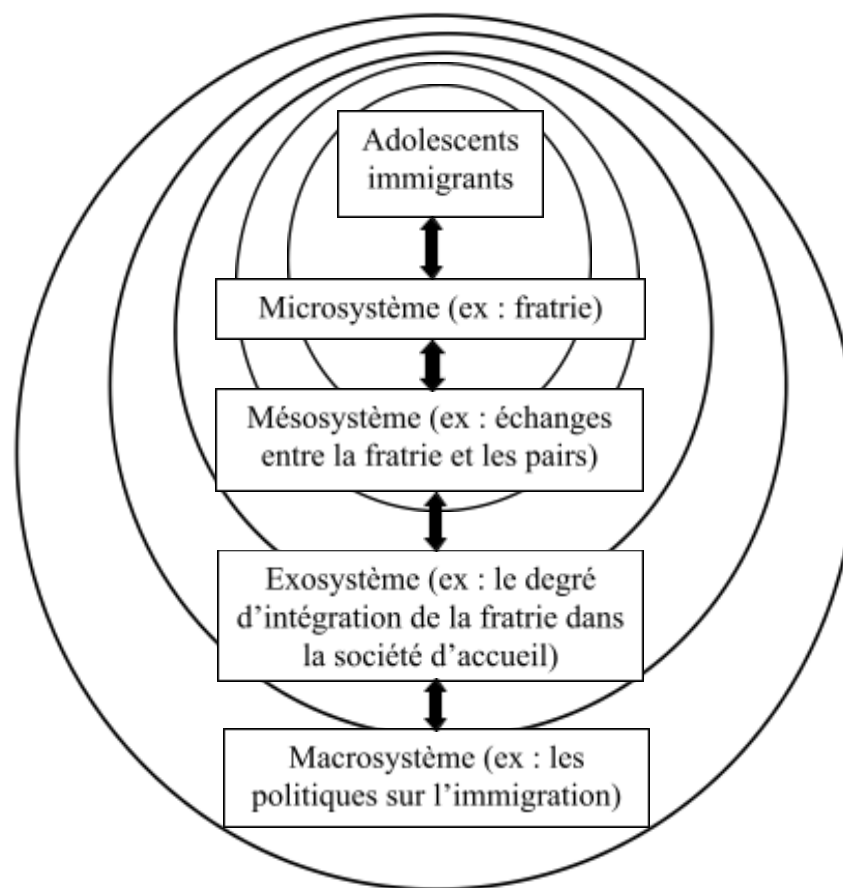 Adolescents
immigrants
Microsystème (ex : fratrie)
Mésosystème (ex : échanges
entre la fratrie et les pairs)
Exosystème (ex : le degré
d’intégration de la fratrie dans
la société d’accueil)
Macrosystème (ex : les
politiques sur l’immigration)